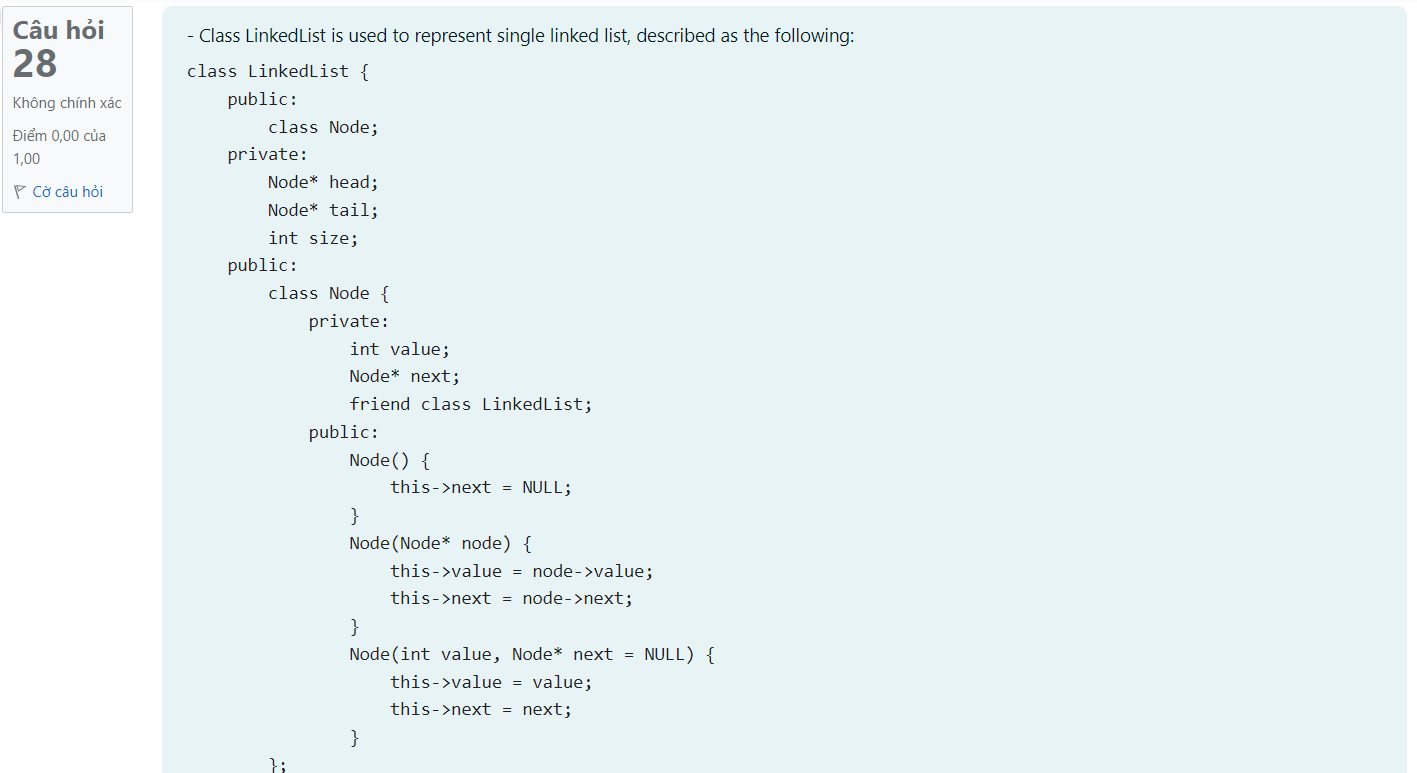 Câu hỏi
28
Không chính xác
Điểm 0,00 của
1,00
Cờ câu hỏi
- Class LinkedList is used to represent single linked list, described as the following:
class LinkedList {
    public:
        class Node;
    private:
        Node* head;
        Node* tail;
        int size;
    public:
        class Node {
            private:
                int value;
                Node* next;
                friend class LinkedList;
            public:
                Node() {
                    this->next = NULL;
                }
                Node(Node* node) {
                    this->value = node->value;
                    this->next = node->next;
                }
                Node(int value, Node* next = NULL) {
                    this->value = value;
                    this->next = next;
                }
        };